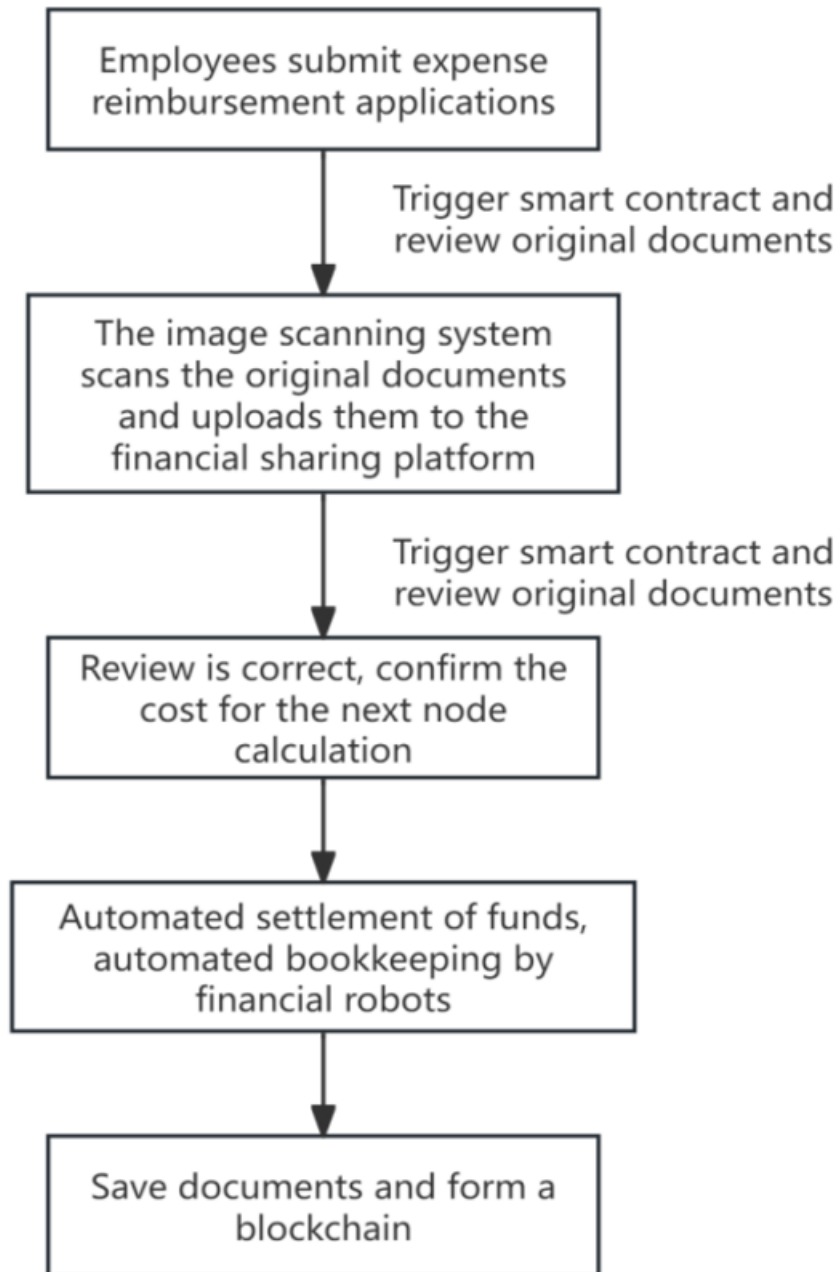 Employees submit expense
reimbursement applications
Trigger smart contract and
review original documents
The image scanning system
scans the original documents
and uploads them to the
financial sharing platform
Trigger smart contract and
review original documents
Review is correct, confirm the
cost for the next node
calculation
Automated settlement of funds,
automated bookkeeping by
financial robots
Save documents and form a
blockchain